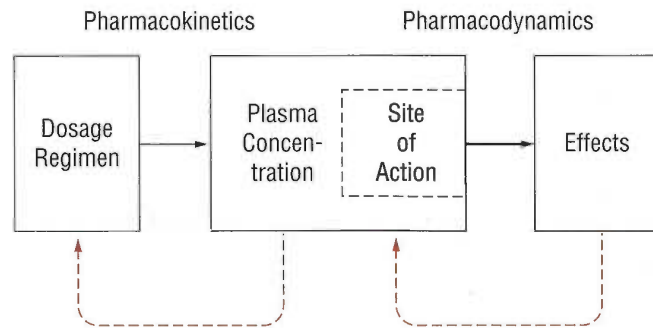 Pharmacokinetics
Pharmacodynamics
Dosage
Regimen
Plasma
Concen-
tration
Site
of
Action
Effects